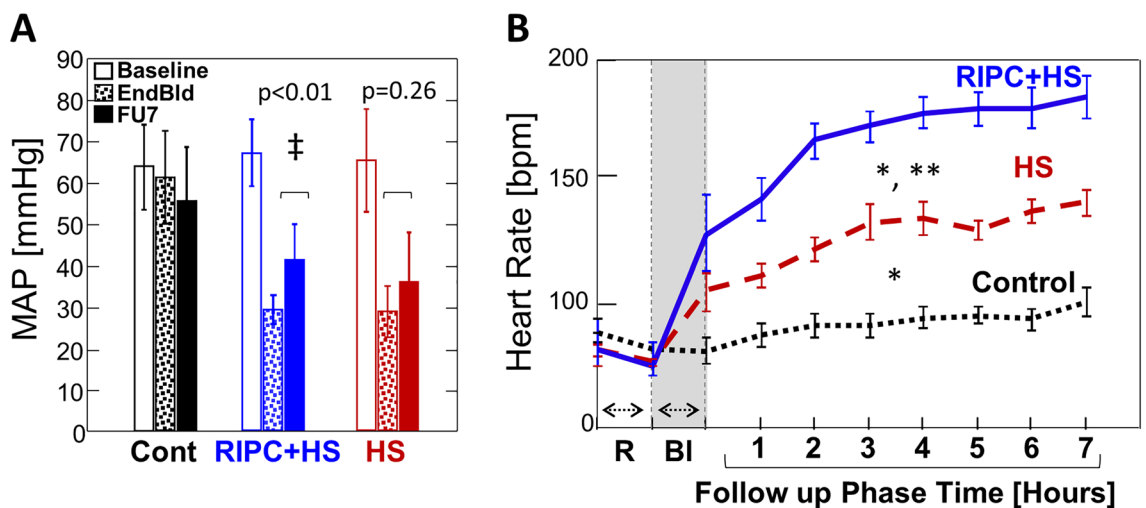 A
MAP [mmHg]
90
80
70
60
50
40
30
20
10
0
Baseline
EndBld
FU7
p<0.01
p=0.26
‡
Cont
RIPC+HS
HS
B
Heart Rate [bpm]
200
150
100
0
RIPC+HS
*, **
HS
*
Control
R
Bl
1 2 3 4 5 6 7
Follow up Phase Time [Hours]